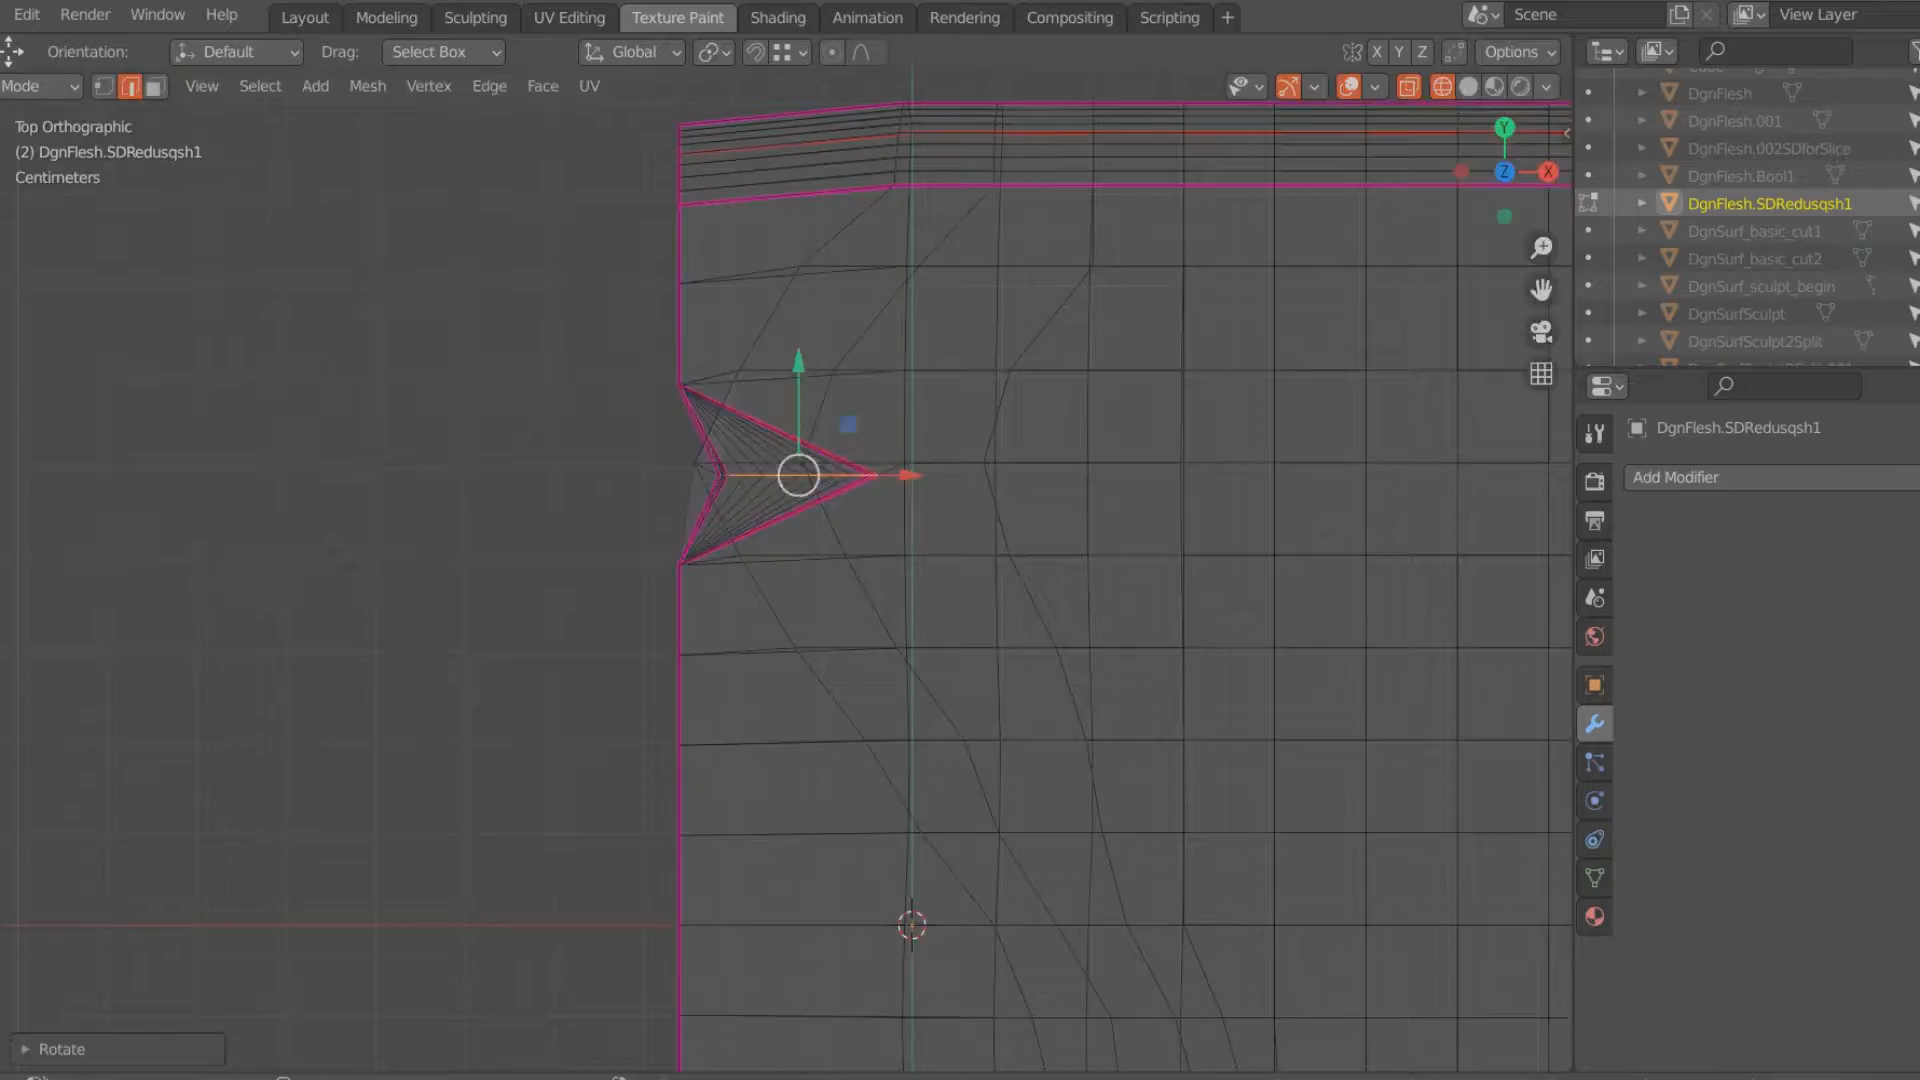 Edit Render Window Help Layout Modeling Sculpting UV Editing Texture Paint Shading Animation Rendering Compositing Scripting + Scene View Layer
Orientation: Default Drag: Select Box Global X Y Z Options
Mode View Select Add Mesh Vertex Edge Face UV
Top Orthographic
(2) DgnFlesh.SDRedusqsh1
Centimeters
Y
Z X
DgnFlesh
DgnFlesh.001
DgnFlesh.002SDforSlice
DgnFlesh.Bool1
DgnFlesh.SDRedusqsh1
DgnSurf_basic_cut1
DgnSurf_basic_cut2
DgnSurf_sculpt_begin
DgnSurfSculpt
DgnSurfSculpt2Split
DgnFlesh.SDRedusqsh1
Add Modifier
Rotate